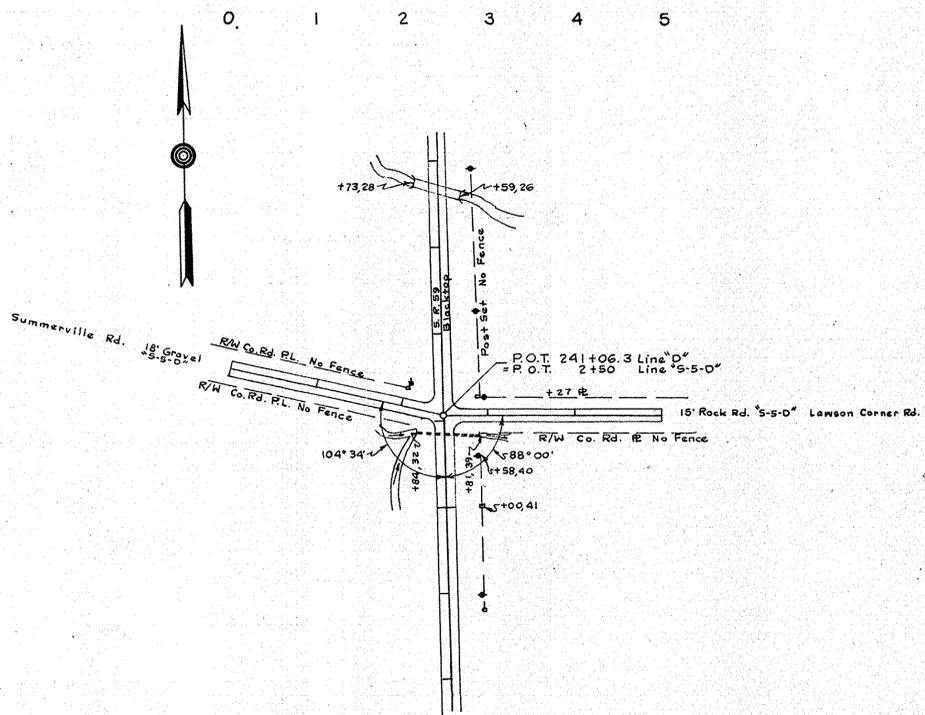 0. 1 2 3 4 5
+73,28
+59,26
S.R. 59
Blacktop
Post Set No Fence
Summerville Rd.
18' Gravel
"S-5-D"
R/W Co. Rd. P.L. No Fence
P.O.T. 241+06.3 Line "D"
= P.O.T. 2+50 Line "S-5-D"
+27 PL
R/W Co. Rd. P.L. No Fence
15' Rock Rd. "S-5-D" Lawson Corner Rd.
R/W Co. Rd. PL No Fence
104° 34'
+84,32
+81,39
88° 00'
+58,40
+00,41